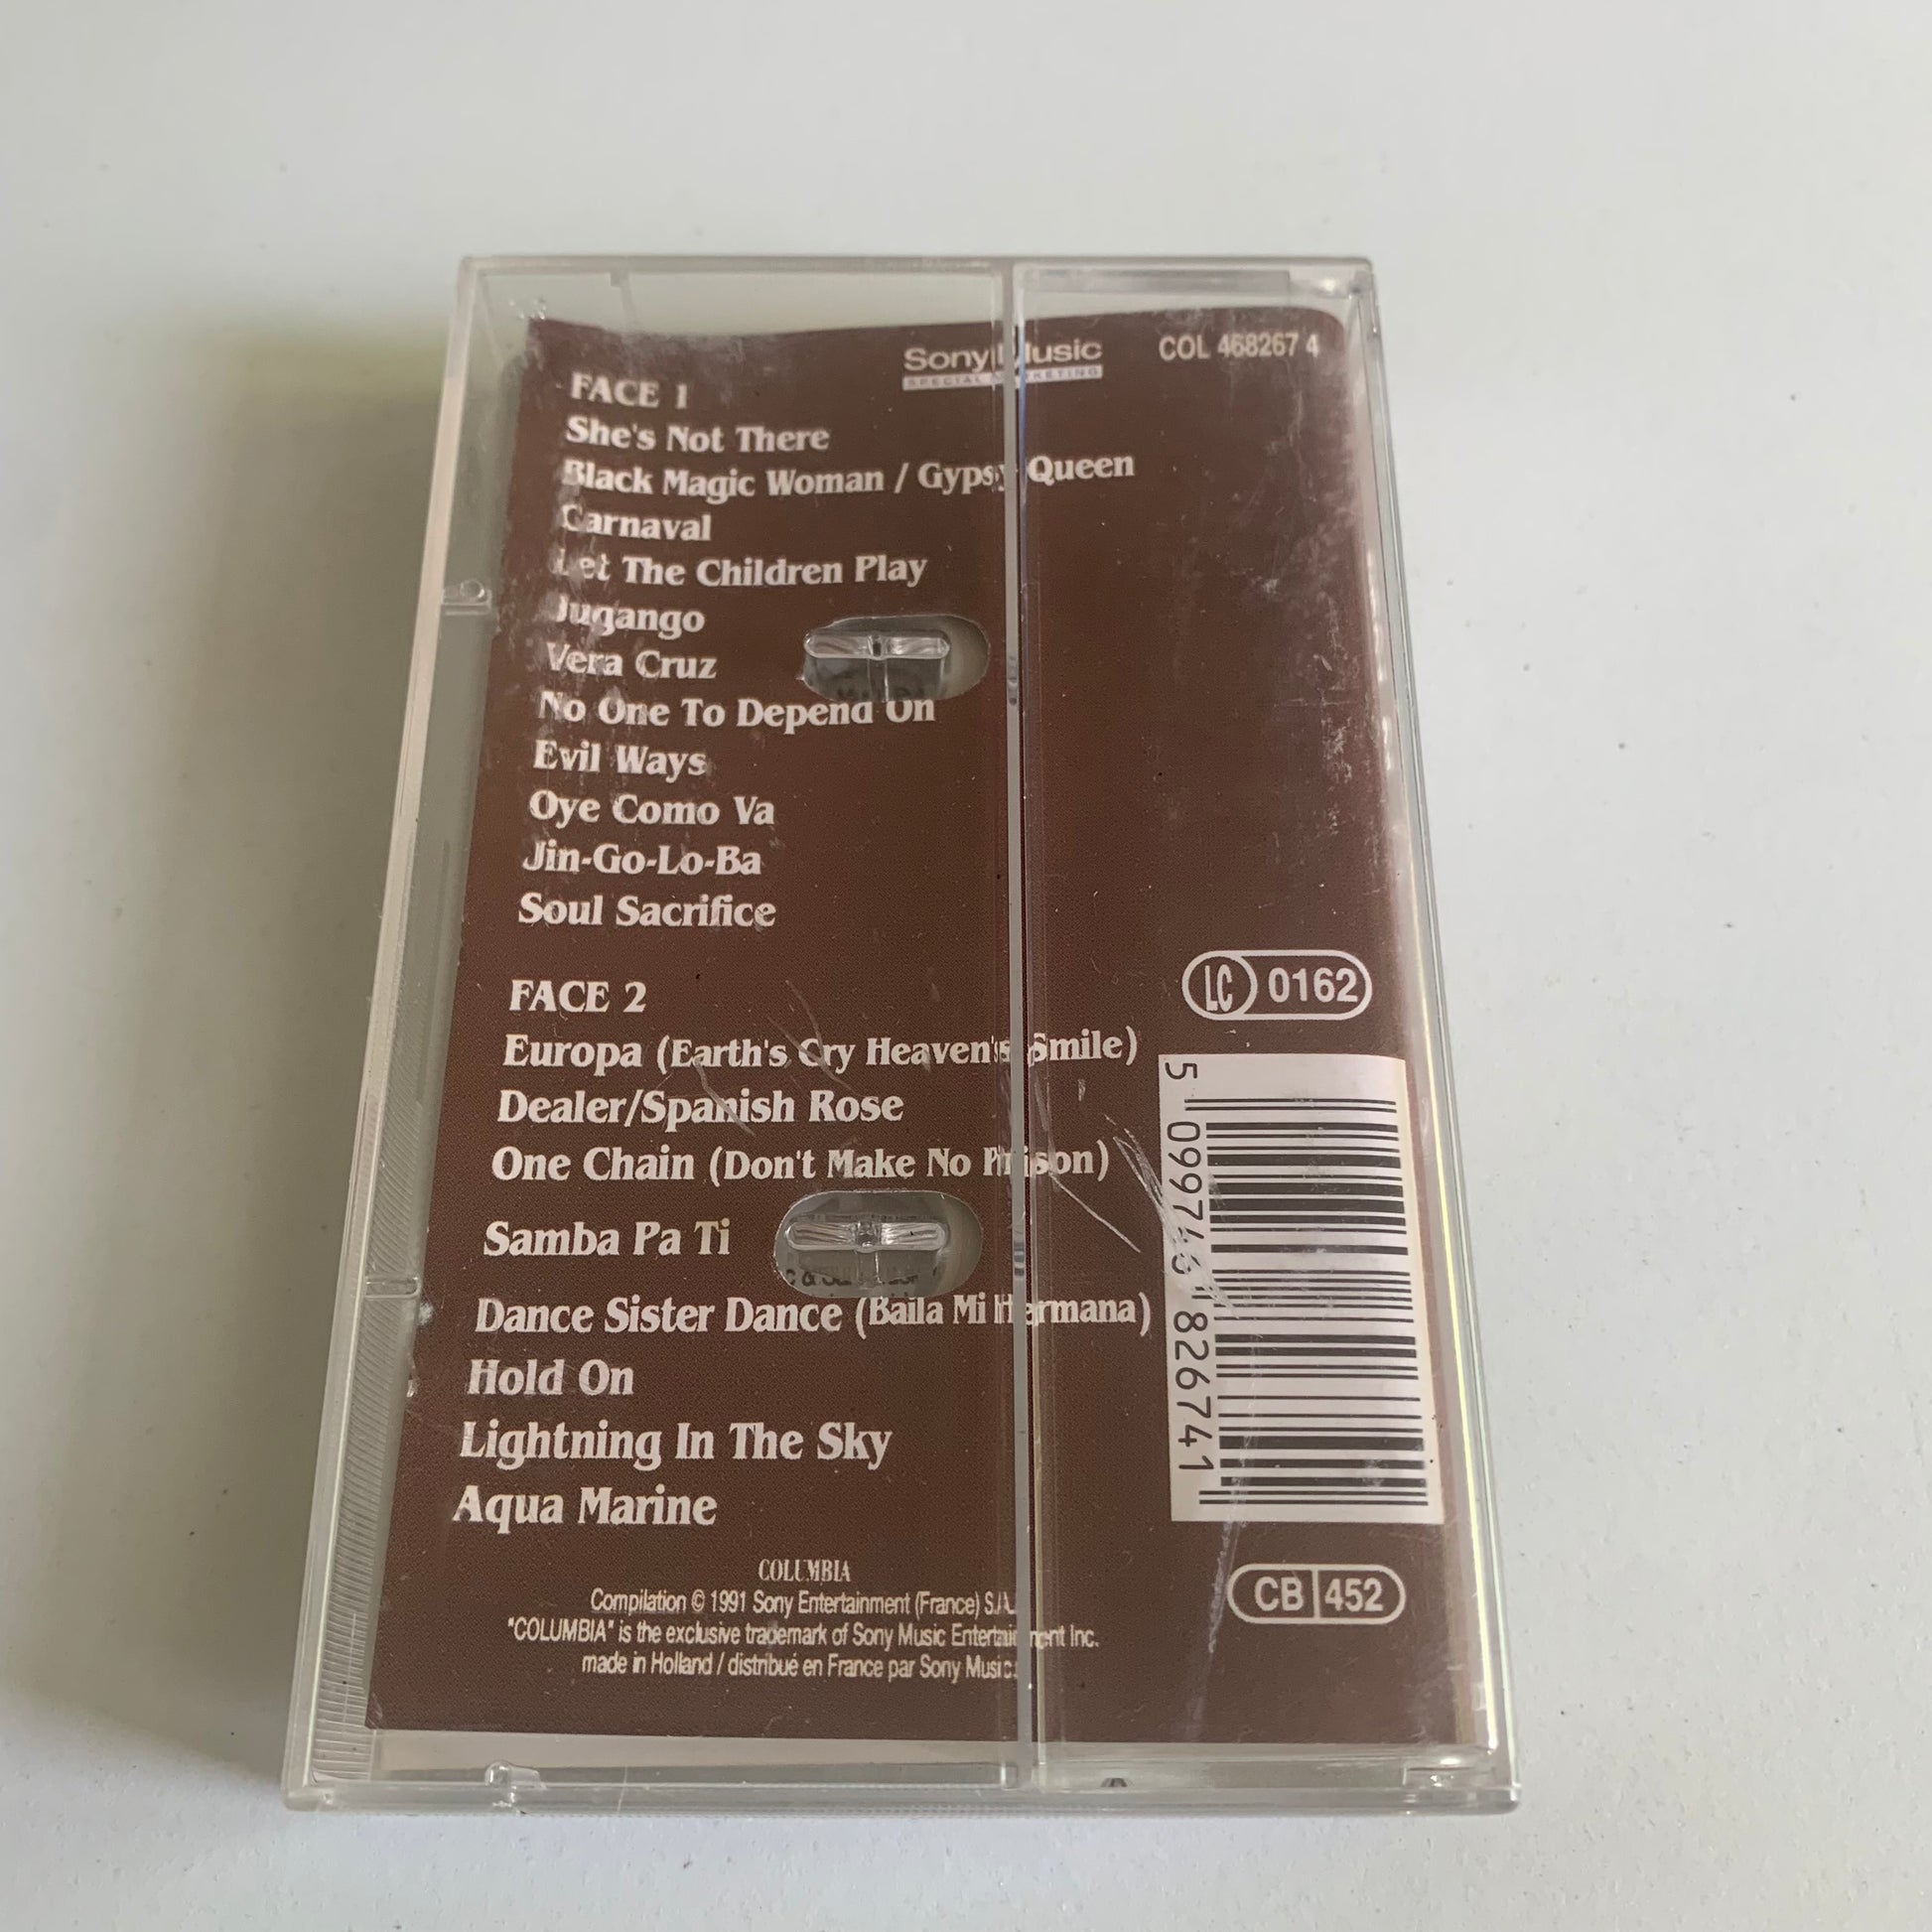 Sony Music
SPECIAL MARKETING
COL 468267 4
FACE 1
She's Not There
Black Magic Woman / Gypsy Queen
Carnaval
Let The Children Play
Jugango
Vera Cruz
No One To Depend On
Evil Ways
Oye Como Va
Jin-Go-Lo-Ba
Soul Sacrifice
LC 0162
FACE 2
Europa (Earth's Cry Heaven's Smile)
Dealer/Spanish Rose
One Chain (Don't Make No Prison)
Samba Pa Ti
Dance Sister Dance (Baila Mi Hermana)
Hold On
Lightning In The Sky
Aqua Marine
5 099746 826741
COLUMBIA
Compilation © 1991 Sony Entertainment (France) S.A.
"COLUMBIA" is the exclusive trademark of Sony Music Entertainment Inc.
made in Holland / distribué en France par Sony Music
CB 452